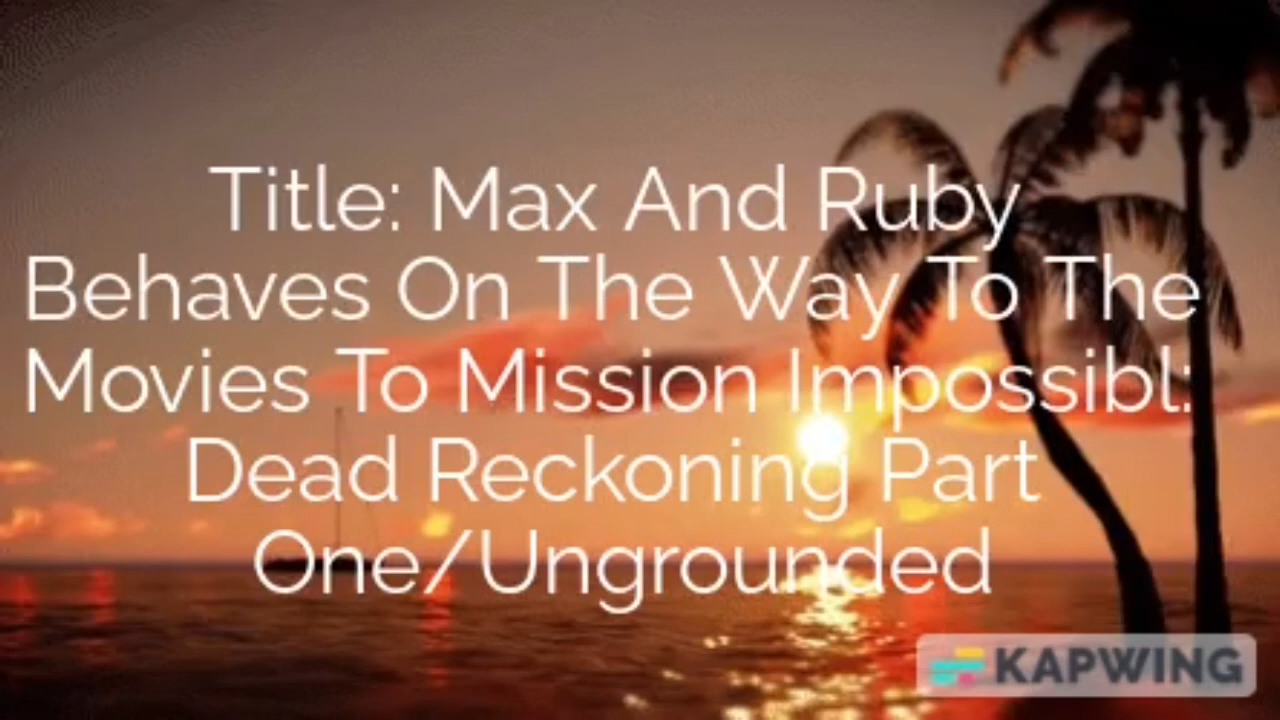 Title: Max And Ruby
Behaves On The Way To The
Movies To Mission Impossibl:
Dead Reckoning Part
One/Ungrounded
KAPWING